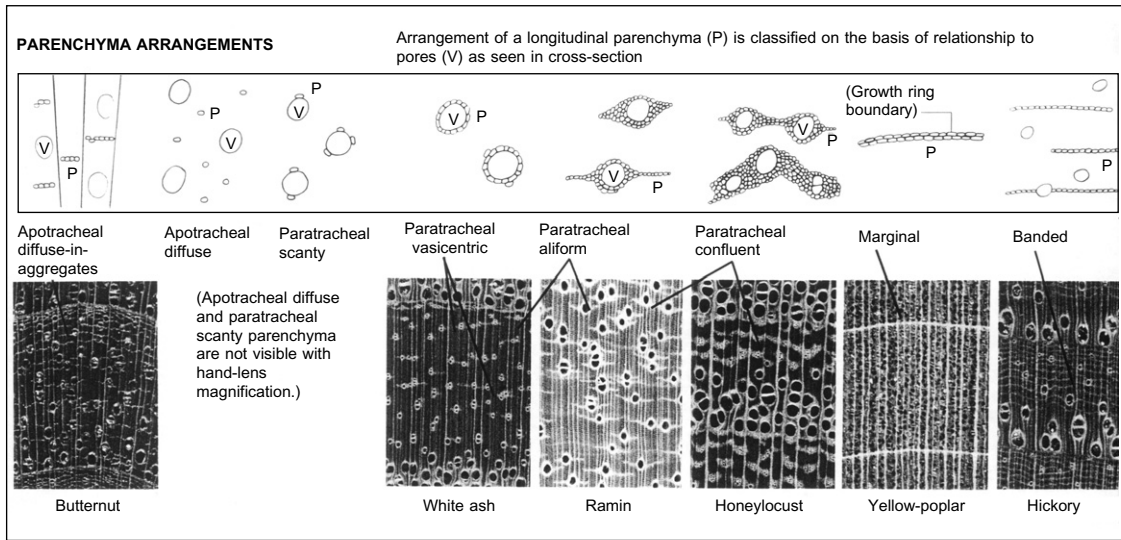 PARENCHYMA ARRANGEMENTS
Arrangement of a longitudinal parenchyma (P) is classified on the basis of relationship to
pores (V) as seen in cross-section
V
P
P
V
P
V
V
P
V
P
V
P
(Growth ring
boundary)
P
P
Apotracheal
diffuse-in-
aggregates
Apotracheal
diffuse
Paratracheal
scanty
Paratracheal
vasicentric
Paratracheal
aliform
Paratracheal
confluent
Marginal
Banded
(Apotracheal diffuse
and paratracheal
scanty parenchyma
are not visible with
hand-lens
magnification.)
Butternut
White ash
Ramin
Honeylocust
Yellow-poplar
Hickory